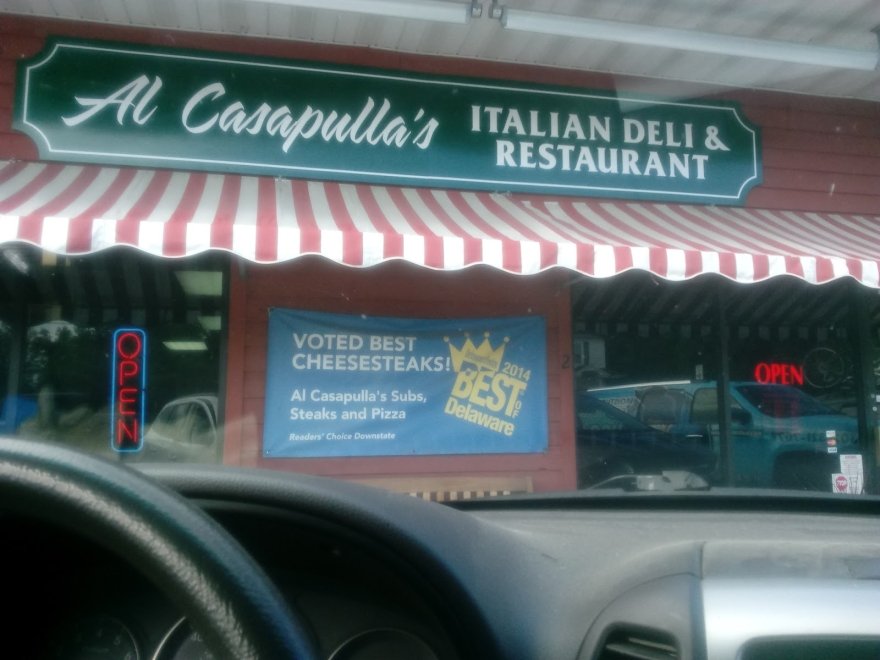 Al Casapulla's
ITALIAN DELI &
RESTAURANT
OPEN
VOTED BEST
CHEESESTEAKS!
Al Casapulla's Subs,
Steaks and Pizza
Readers' Choice Downstate
2014
BEST
OF
Delaware
OPEN